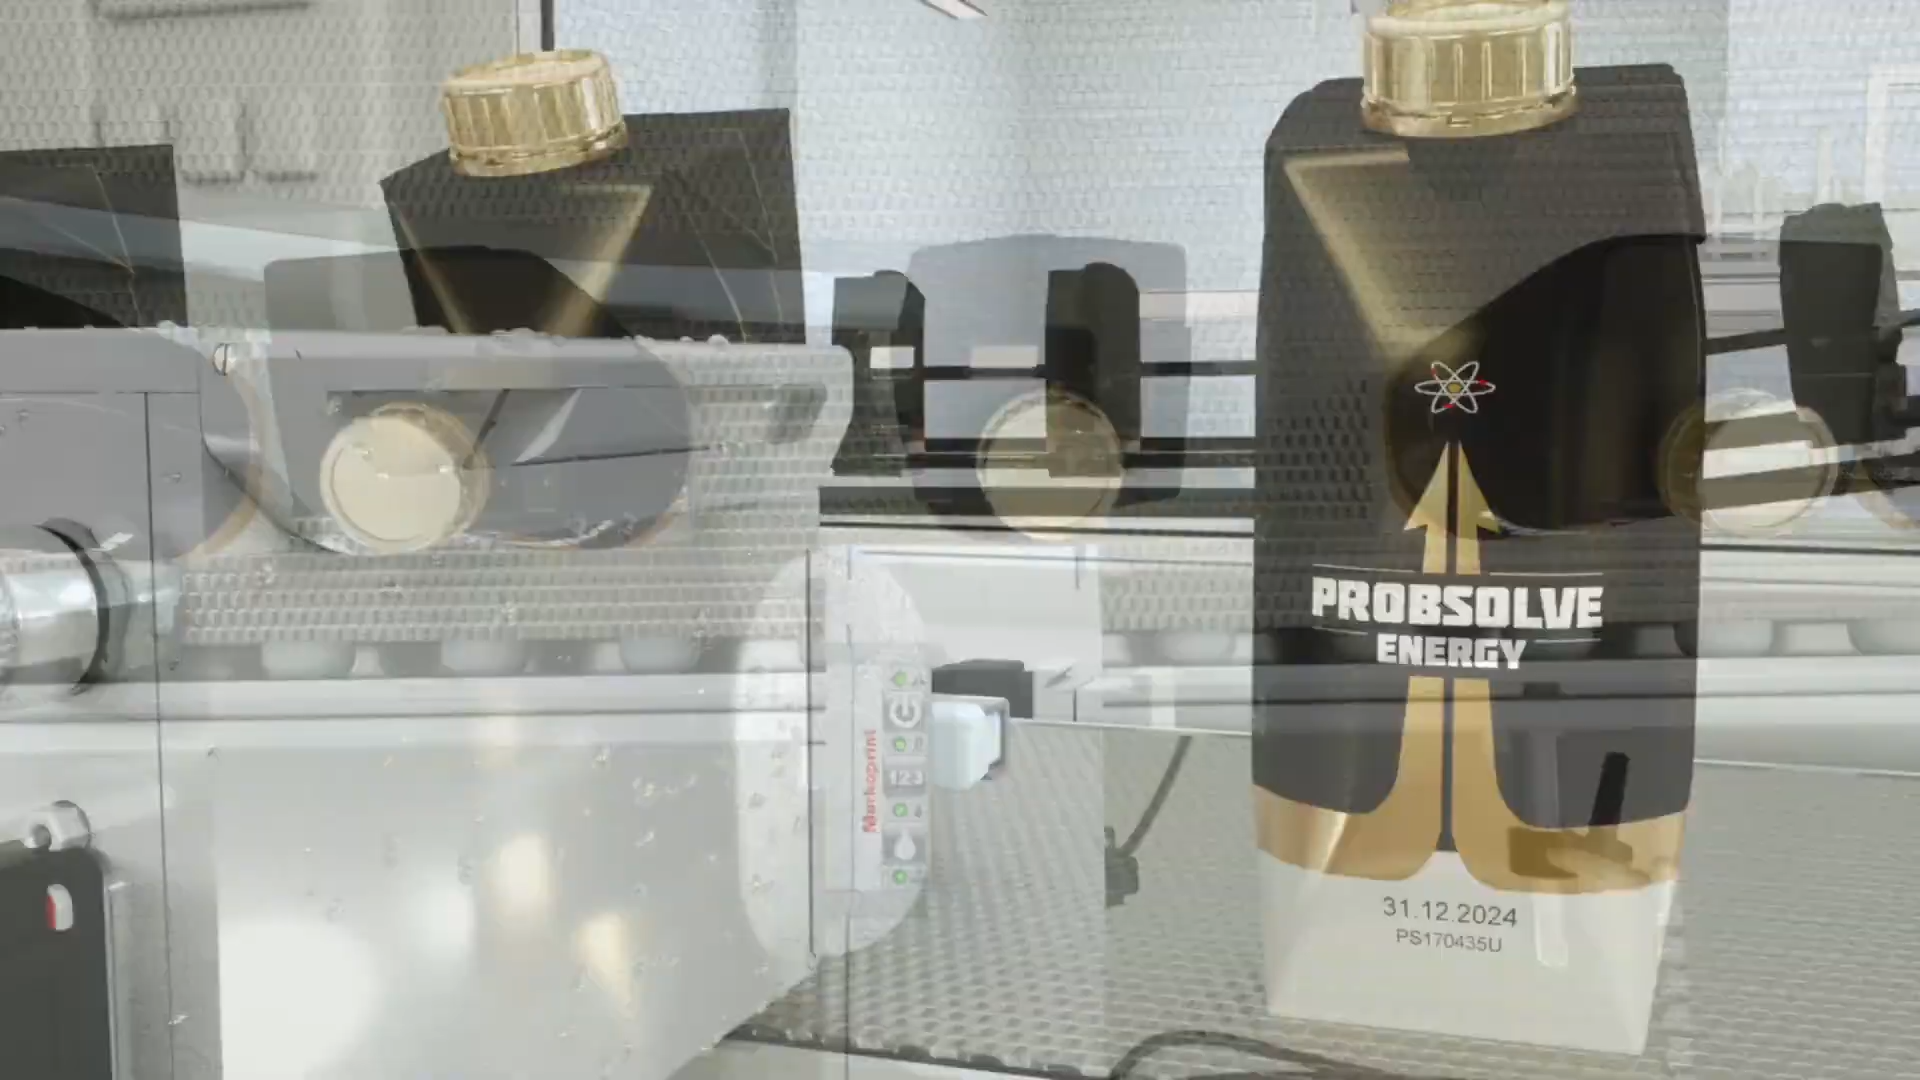 PROBSOLVE
ENERGY
Markoprint
123
31.12.2024
PS170435U